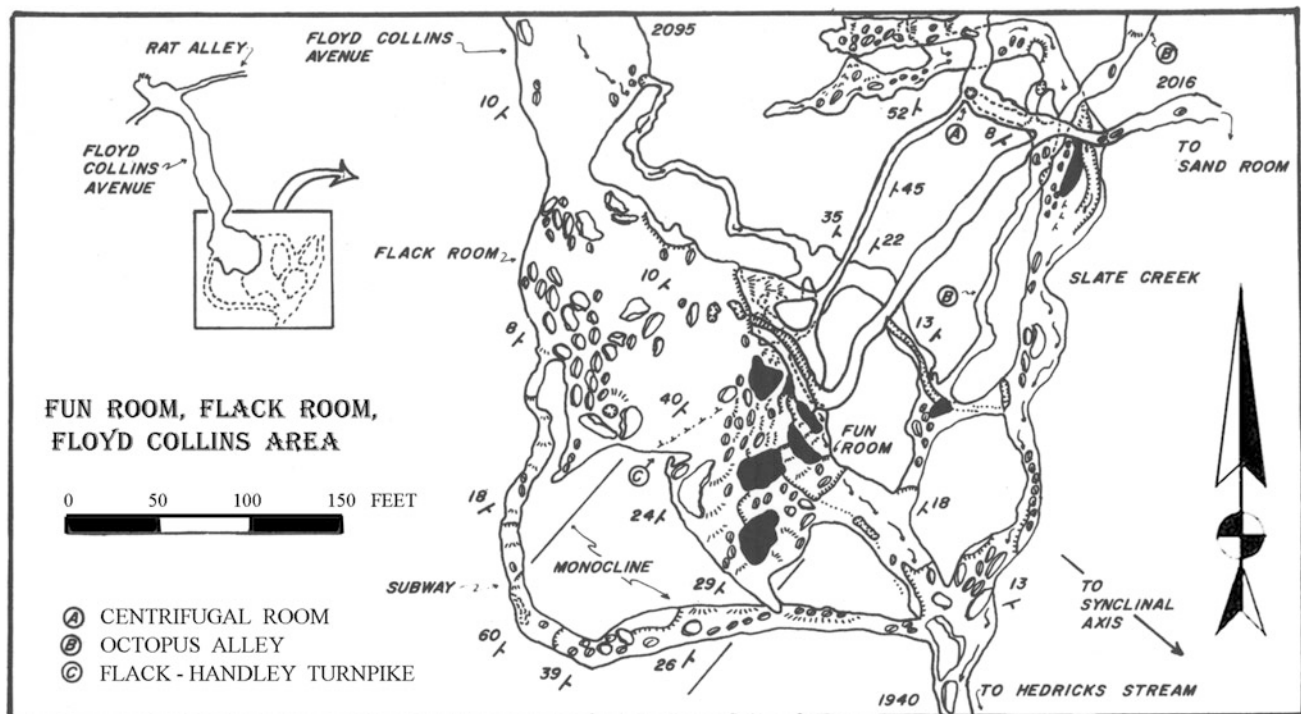 RAT ALLEY
FLOYD COLLINS
AVENUE
2095
B
2016
10
52
A
8
TO
SAND ROOM
FLOYD
COLLINS
AVENUE
45
35
22
FLACK ROOM
10
SLATE CREEK
B
13
8
FUN ROOM, FLACK ROOM,
FLOYD COLLINS AREA
40
FUN
ROOM
C
0 50 100 150 FEET
18
24
18
MONOCLINE
SUBWAY
29
13
TO
SYNCLINAL
AXIS
A CENTRIFUGAL ROOM
B OCTOPUS ALLEY
C FLACK - HANDLEY TURNPIKE
60
39
26
1940
TO HEDRICKS STREAM